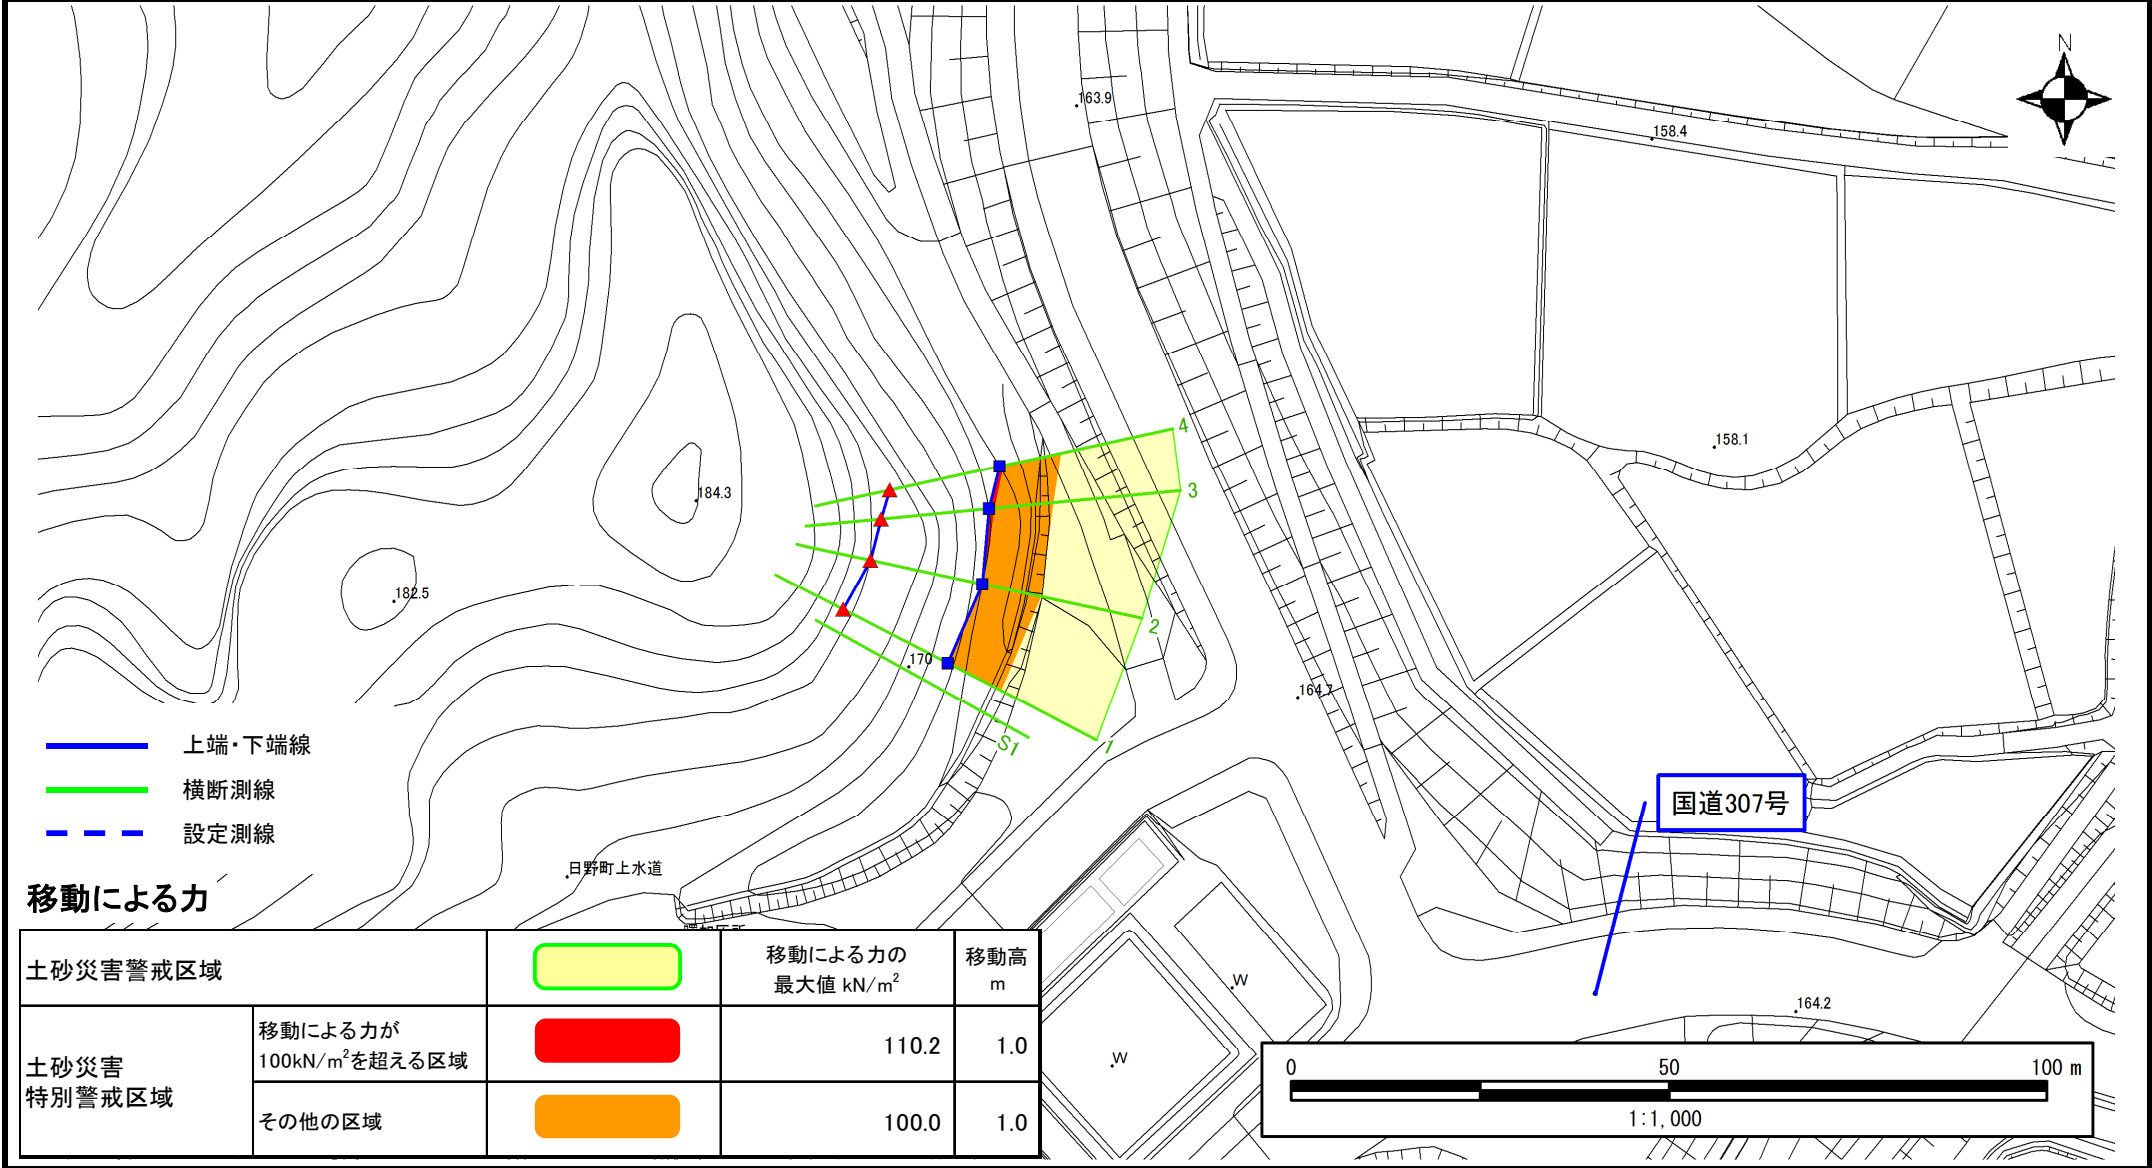 N
163.9
158.4
4
158.1
3
184.3
182.5
2
170
164.7
S1
1
上端・下端線
横断測線
国道307号
設定測線
日野町上水道
移動による力
土砂災害警戒区域
移動による力の
最大値 kN/m²
移動高
m
W
164.2
土砂災害
特別警戒区域
移動による力が
100kN/m²を超える区域
110.2
1.0
W
その他の区域
100.0
1.0
0 50 100 m
1:1,000